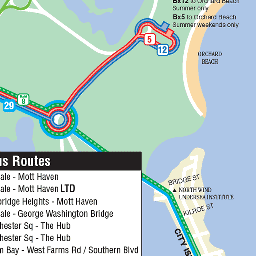 Bx12 to Orchard Beach
Summer only
Bx5 to Orchard Beach
Summer weekends only
5
12
ORCHARD
BEACH
8
29
us Routes
ale - Mott Haven
ale - Mott Haven LTD
bridge Heights - Mott Haven
ale - George Washington Bridge
hester Sq - The Hub
hester Sq - The Hub
n Bay - West Farms Rd / Southern Blvd
BRIDGE ST
NORTH WIND
UNDERSEA INSTITUTE
KILROE ST
CITY IS